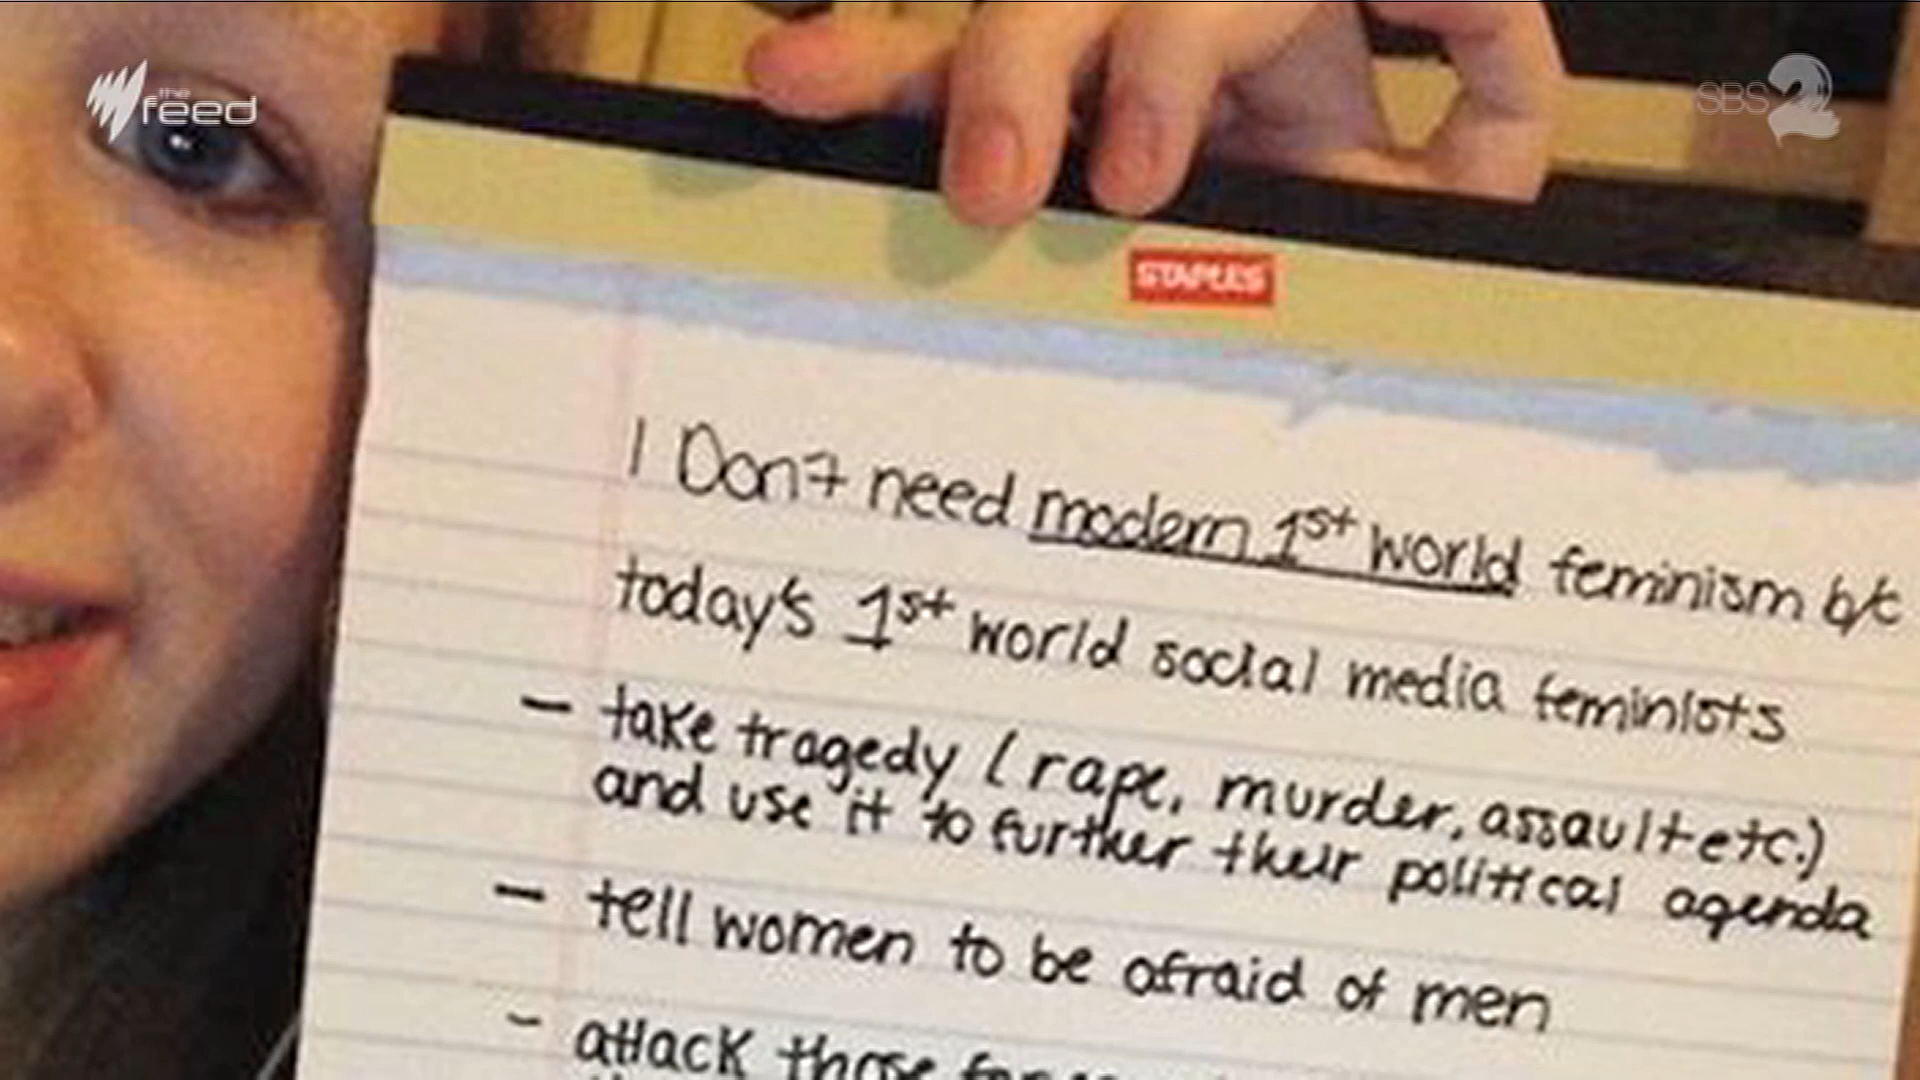 the feed
SBS 2
STAPLES
I Don't need modern 1st world feminism b/c
today's 1st world social media feminists
- take tragedy (rape, murder, assault etc.)
and use it to further their political agenda
- tell women to be afraid of men
- attack those